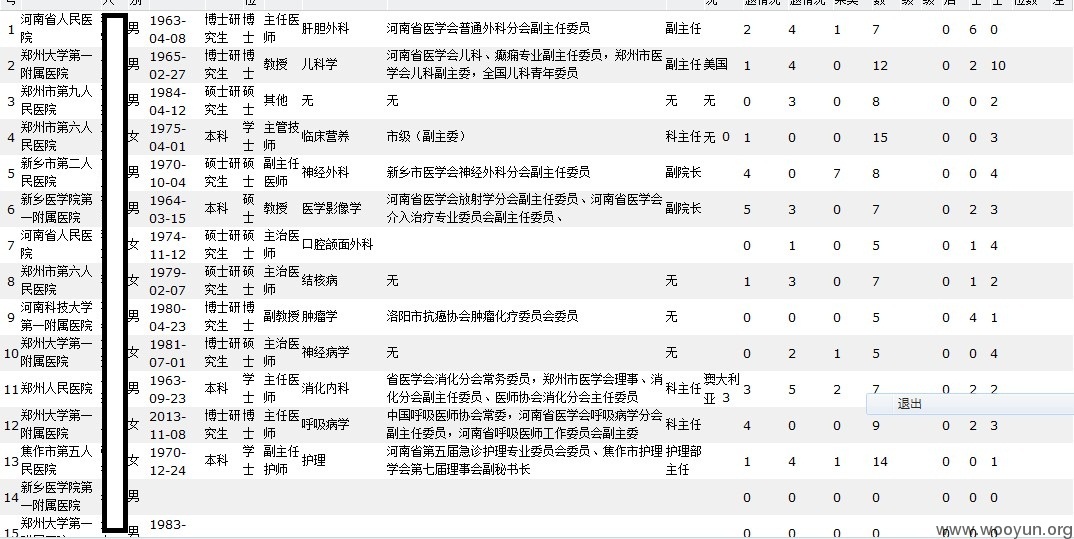 1 河南省人民医院 男 1963-04-08 博士研究生 博士 主任医师 肝胆外科 河南省医学会普通外科分会副主任委员 副主任 2 4 1 7 0 6 0
2 郑州大学第一附属医院 男 1965-02-27 博士研究生 博士 教授 儿科学 河南省医学会儿科、癫痫专业副主任委员，郑州市医学会儿科副主委，全国儿科青年委员 副主任 美国 1 4 0 12 0 2 10
3 郑州市第九人民医院 男 1984-04-12 硕士研究生 硕士 其他 无 无 无 无 0 3 0 8 0 0 2
4 郑州市第六人民医院 女 1975-04-01 本科 学士 主管技师 临床营养 市级（副主委） 科主任 无 0 1 0 0 15 0 0 3
5 新乡市第二人民医院 男 1970-10-04 硕士研究生 硕士 副主任医师 神经外科 新乡市医学会神经外科分会副主任委员 副院长 4 0 7 8 0 0 4
6 新乡医学院第一附属医院 男 1964-03-15 本科 硕士 教授 医学影像学 河南省医学会放射学分会副主任委员、河南省医学会介入治疗专业委员会副主任委员、 副院长 5 3 0 7 0 2 3
7 河南省人民医院 女 1974-11-12 硕士研究生 硕士 主治医师 口腔颌面外科 0 1 0 5 0 1 4
8 郑州市第六人民医院 女 1979-02-07 硕士研究生 硕士 主治医师 结核病 无 无 1 3 0 7 0 1 2
9 河南科技大学第一附属医院 男 1980-04-23 博士研究生 博士 副教授 肿瘤学 洛阳市抗癌协会肿瘤化疗委员会委员 无 0 0 0 5 0 4 1
10 郑州大学第一附属医院 女 1981-07-01 博士研究生 博士 主治医师 神经病学 无 无 0 2 1 5 0 0 4
11 郑州人民医院 男 1963-09-23 本科 学士 主任医师 消化内科 省医学会消化分会常务委员，郑州市医学会理事、消化分会副主任委员、医师协会消化分会主任委员 科主任 澳大利亚 3 3 5 2 7 0 2 2
退出
12 郑州大学第一附属医院 女 2013-11-08 博士研究生 博士 主任医师 呼吸病学 中国呼吸医师协会常委，河南省医学会呼吸病学分会副主任委员，河南省呼吸医师工作委员会副主委 科主任 4 0 0 9 0 2 3
13 焦作市第五人民医院 女 1970-12-24 本科 学士 副主任护师 护理 河南省第五届急诊护理专业委员会委员、焦作市护理学会第七届理事会副秘书长 护理部主任 1 4 1 14 0 0 1
14 新乡医学院第一附属医院 男 0 0 0 0 0 0 0
15 郑州大学第一 男 1983-
www.wooyun.org